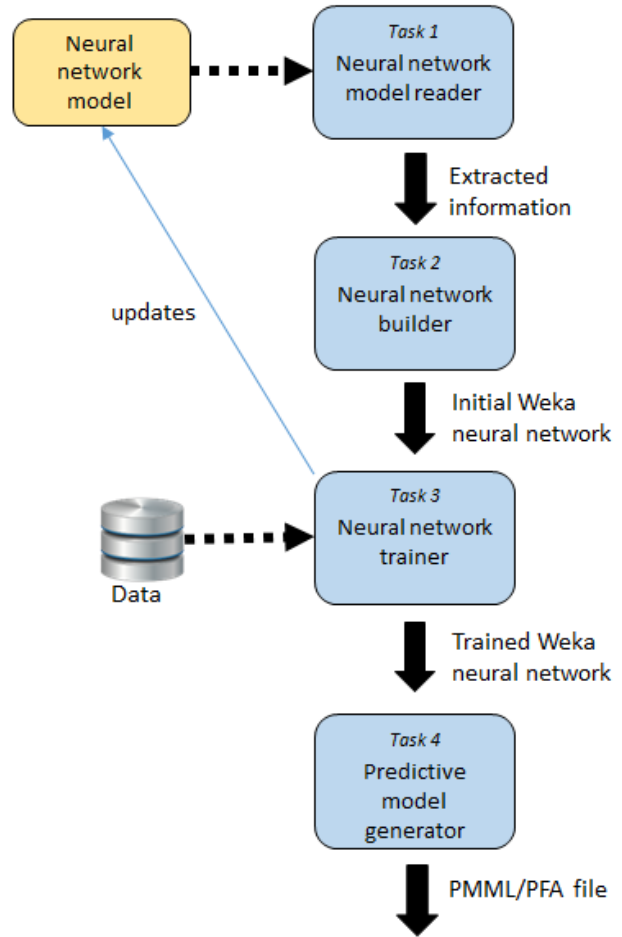 Neural
network
model
Task 1
Neural network
model reader
Extracted
information
Task 2
Neural network
builder
updates
Initial Weka
neural network
Task 3
Neural network
trainer
Data
Trained Weka
neural network
Task 4
Predictive
model
generator
PMML/PFA file